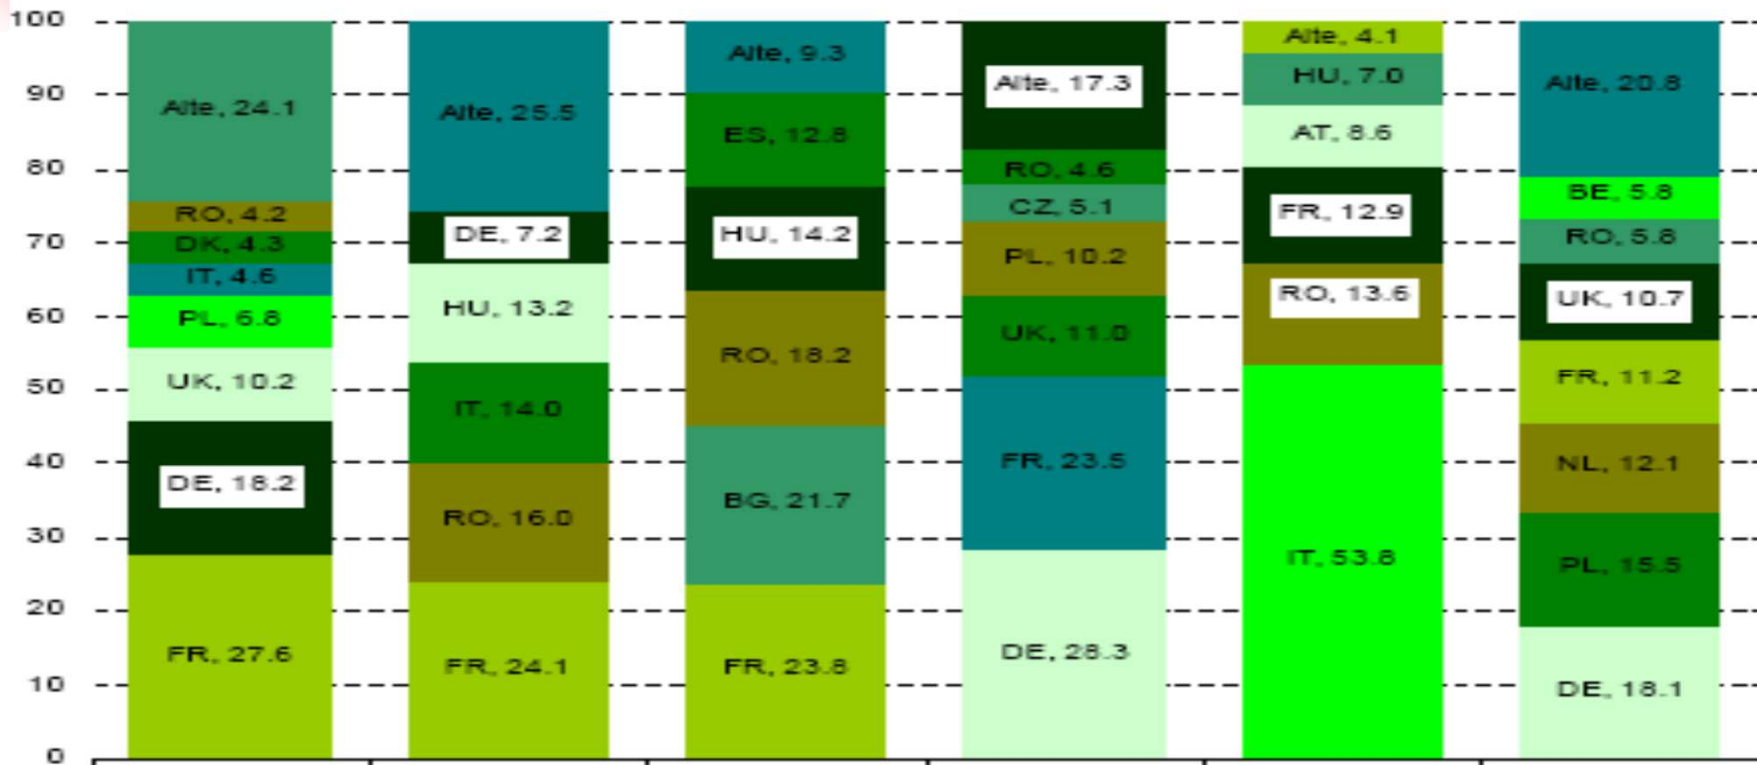 100
90
80
70
60
50
40
30
20
10
0
Alte, 24.1
RO, 4.2
DK, 4.3
IT, 4.6
PL, 6.8
UK, 10.2
DE, 18.2
FR, 27.6
Alte, 25.5
DE, 7.2
HU, 13.2
IT, 14.0
RO, 16.0
FR, 24.1
Alte, 9.3
ES, 12.8
HU, 14.2
RO, 18.2
BG, 21.7
FR, 23.8
Alte, 17.3
RO, 4.6
CZ, 5.1
PL, 10.2
UK, 11.0
FR, 23.5
DE, 28.3
Alte, 4.1
HU, 7.0
AT, 8.6
FR, 12.9
RO, 13.6
IT, 53.8
Alte, 20.8
BE, 5.8
RO, 5.8
UK, 10.7
FR, 11.2
NL, 12.1
PL, 15.5
DE, 18.1